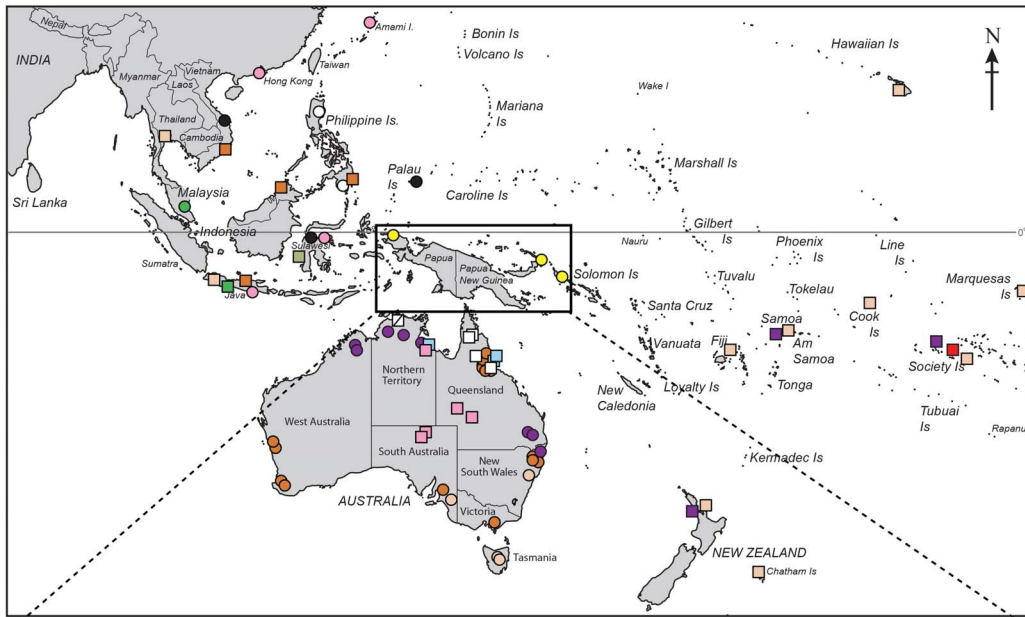 Nepal
INDIA
Myanmar
Vietnam
Laos
Thailand
Cambodia
Sri Lanka
Malaysia
Indonesia
Sumatra
Java
Sulawesi
Hong Kong
Taiwan
Amami I.
Philippine Is.
Bonin Is
Volcano Is
Mariana
Is
Wake I
Hawaiian Is
N
Palau
Is
Caroline Is
Marshall Is
Gilbert
Is
Nauru
Phoenix
Is
Line
Is
0°
Papua
Papua
New Guinea
Solomon Is
Tuvalu
Tokelau
Marquesas
Is
Santa Cruz
Samoa
Am
Samoa
Cook
Is
Vanuata
Fiji
Society Is
Loyalty Is
Tonga
New
Caledonia
Tubuai
Is
Rapanui
Kermadec Is
Northern
Territory
Queensland
West Australia
South Australia
New
South Wales
AUSTRALIA
Victoria
Tasmania
NEW ZEALAND
Chatham Is